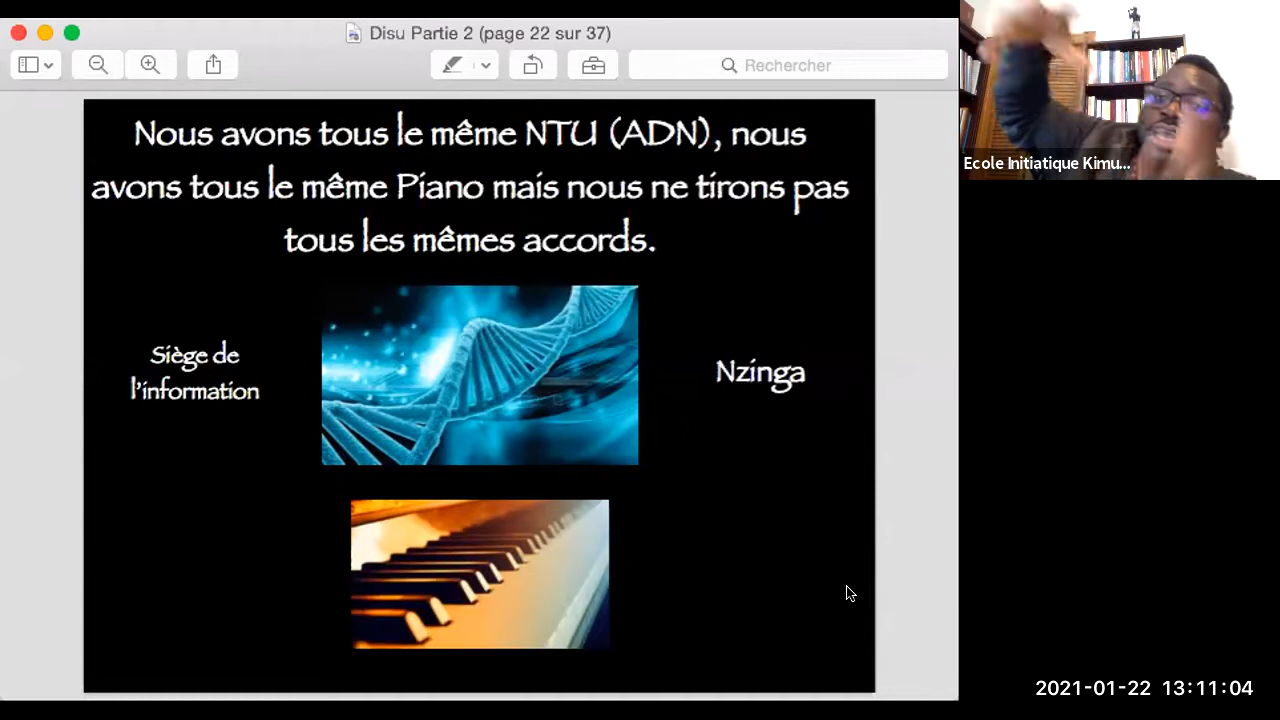 Disu Partie 2 (page 22 sur 37)
Rechercher
Nous avons tous le même NTU (ADN), nous
avons tous le même Piano mais nous ne tirons pas
tous les mêmes accords.
Siège de
l'information
Nzinga
Ecole Initiatique Kimu...
2021-01-22 13:11:04